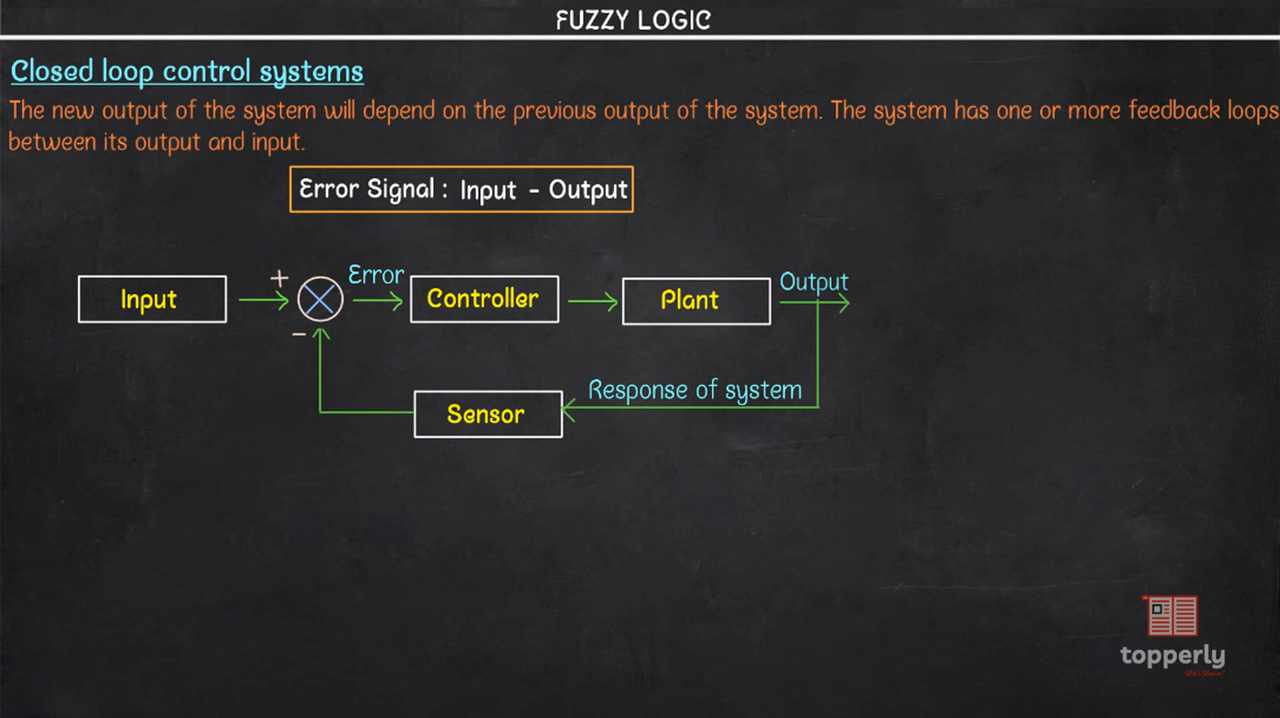 FUZZY LOGIC
Closed loop control systems
The new output of the system will depend on the previous output of the system. The system has one or more feedback loops
between its output and input.
Error Signal : Input - Output
Input
+
-
Error
Controller
Plant
Output
Response of system
Sensor
topperly